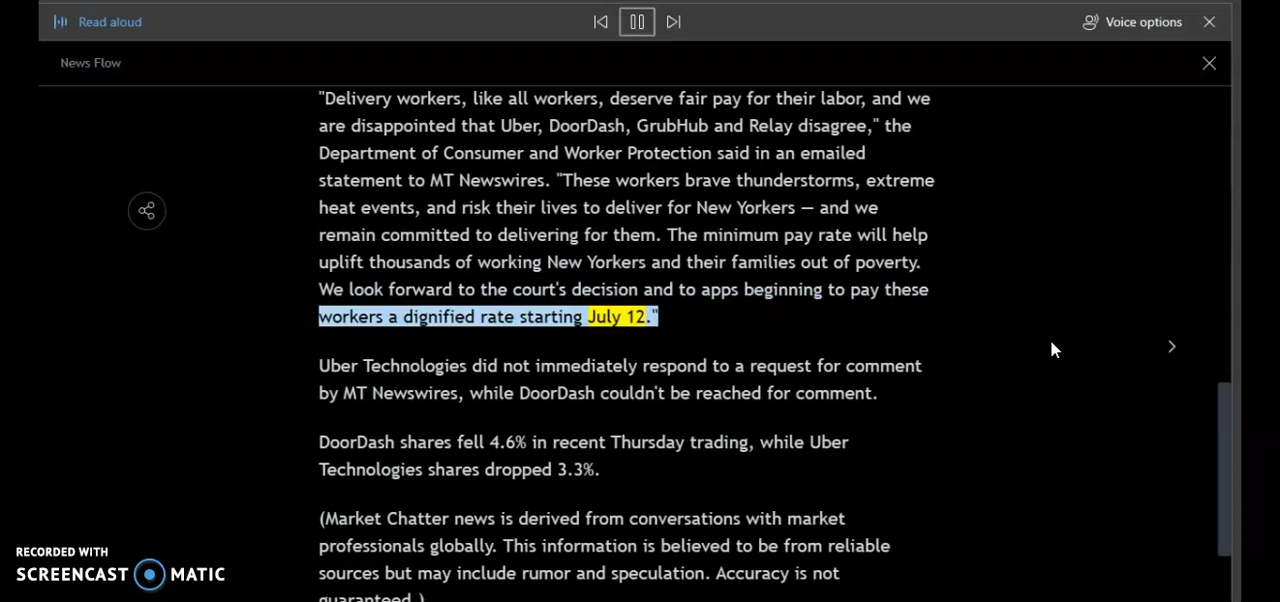 Read aloud
Voice options
News Flow
"Delivery workers, like all workers, deserve fair pay for their labor, and we
are disappointed that Uber, DoorDash, GrubHub and Relay disagree," the
Department of Consumer and Worker Protection said in an emailed
statement to MT Newswires. "These workers brave thunderstorms, extreme
heat events, and risk their lives to deliver for New Yorkers — and we
remain committed to delivering for them. The minimum pay rate will help
uplift thousands of working New Yorkers and their families out of poverty.
We look forward to the court's decision and to apps beginning to pay these
workers a dignified rate starting July 12."
Uber Technologies did not immediately respond to a request for comment
by MT Newswires, while DoorDash couldn't be reached for comment.
DoorDash shares fell 4.6% in recent Thursday trading, while Uber
Technologies shares dropped 3.3%.
(Market Chatter news is derived from conversations with market
professionals globally. This information is believed to be from reliable
sources but may include rumor and speculation. Accuracy is not
guaranteed.)
RECORDED WITH
SCREENCAST MATIC